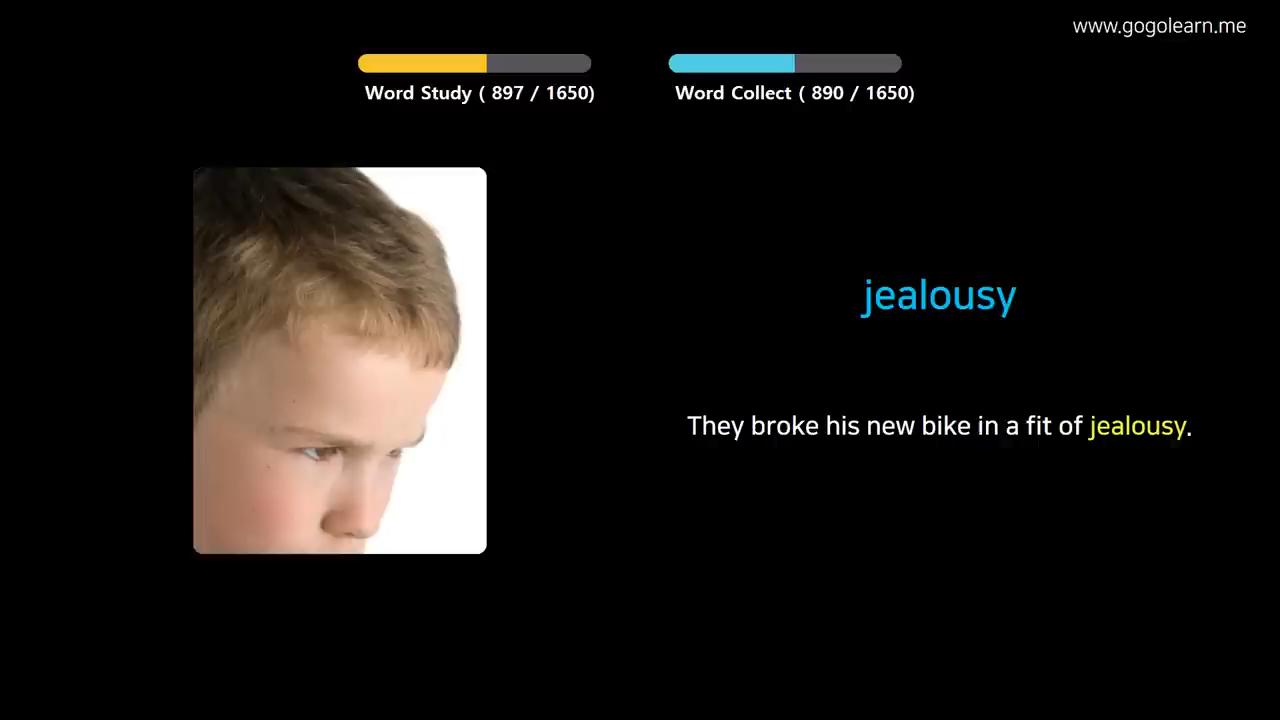 www.gogolearn.me
Word Study ( 897 / 1650)
Word Collect ( 890 / 1650)
jealousy
They broke his new bike in a fit of jealousy.